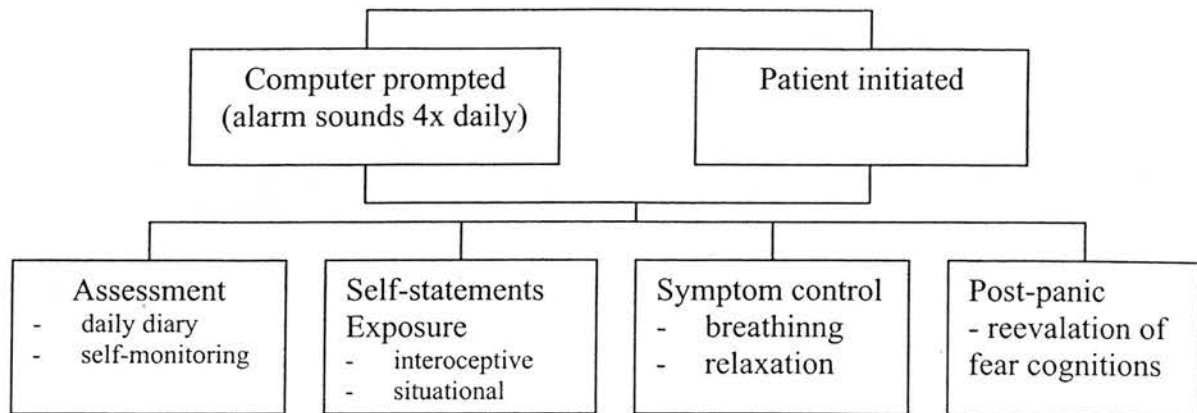 Computer prompted
(alarm sounds 4x daily)
Patient initiated
Assessment
- daily diary
- self-monitoring
Self-statements
Exposure
- interoceptive
- situational
Symptom control
- breathinng
- relaxation
Post-panic
- reevalation of
fear cognitions